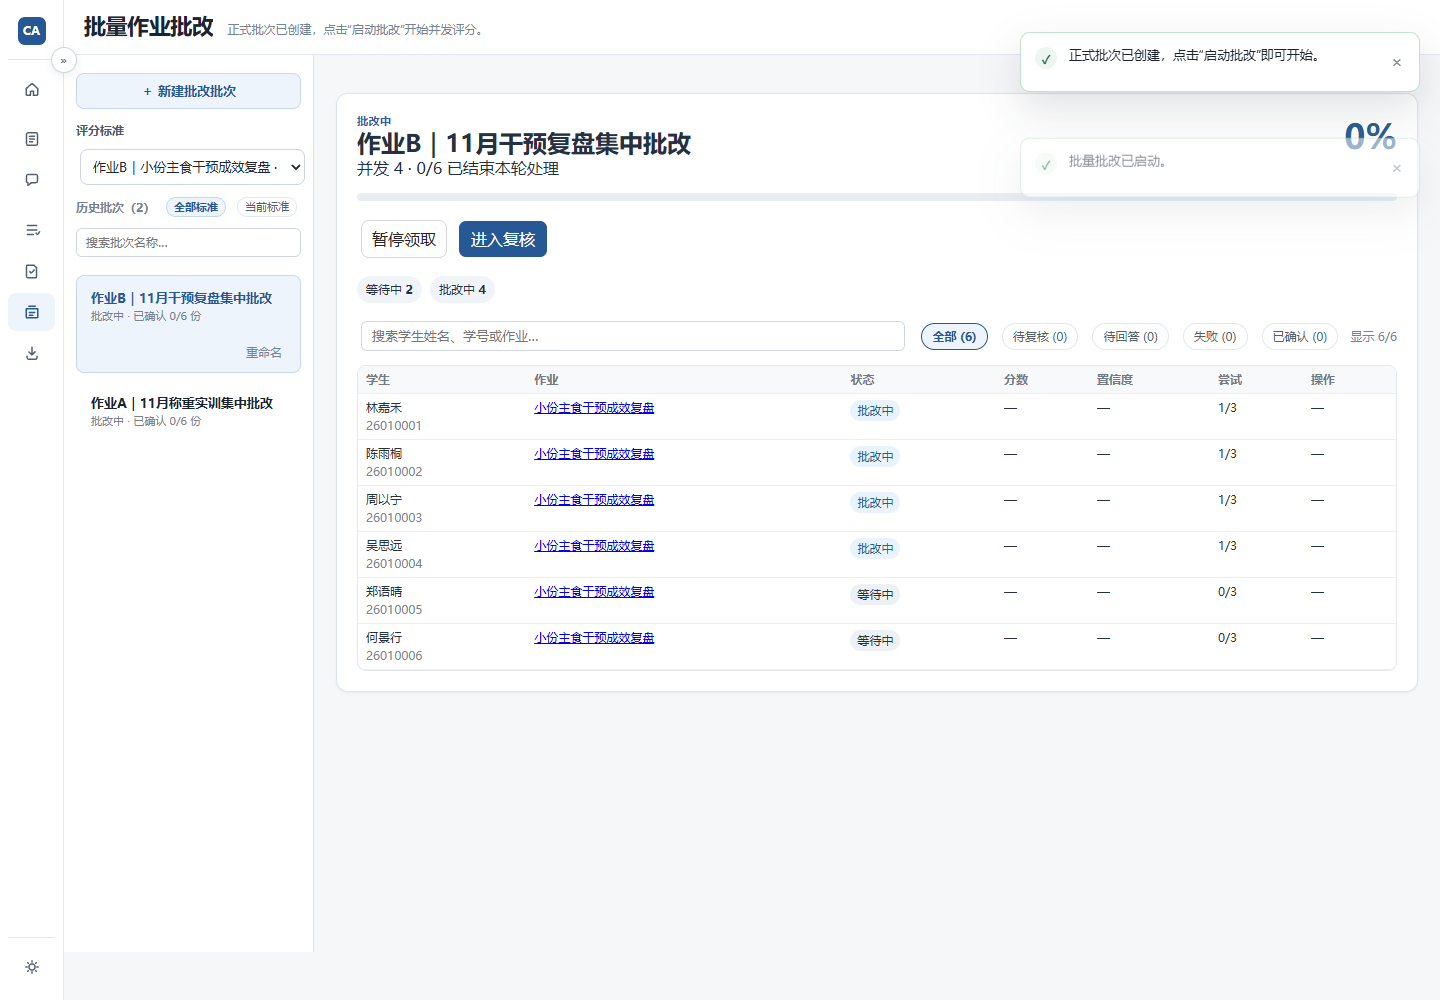 CA
»
批量作业批改
正式批次已创建，点击“启动批改”开始并发评分。
正式批次已创建，点击“启动批改”即可开始。
×
批量批改已启动。
×
+ 新建批改批次
评分标准
作业B｜小份主食干预成效复盘 ·
历史批次（2）
全部标准
当前标准
搜索批次名称...
作业B｜11月干预复盘集中批改
批改中 · 已确认 0/6 份
重命名
作业A｜11月称重实训集中批改
批改中 · 已确认 0/6 份
批改中
作业B｜11月干预复盘集中批改
并发 4 · 0/6 已结束本轮处理
0%
暂停领取
进入复核
等待中 2
批改中 4
搜索学生姓名、学号或作业...
全部 (6)
待复核 (0)
待回答 (0)
失败 (0)
已确认 (0)
显示 6/6
学生 作业 状态 分数 置信度 尝试 操作
林嘉禾 小份主食干预成效复盘 批改中 — — 1/3 —
26010001
陈雨桐 小份主食干预成效复盘 批改中 — — 1/3 —
26010002
周以宁 小份主食干预成效复盘 批改中 — — 1/3 —
26010003
吴思远 小份主食干预成效复盘 批改中 — — 1/3 —
26010004
郑语晴 小份主食干预成效复盘 等待中 — — 0/3 —
26010005
何景行 小份主食干预成效复盘 等待中 — — 0/3 —
26010006